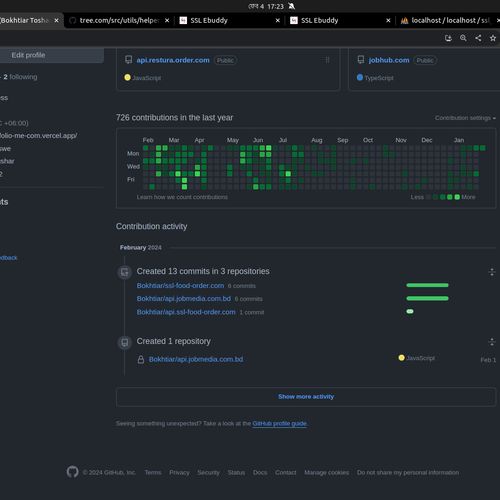 ফেব 4 17:23
(Bokhtiar Tosha
tree.com/src/utils/helpe
SSL Ebuddy
SSL Ebuddy
localhost / localhost / ssl_
Edit profile
2 following
api.restura.order.com Public
JavaScript
jobhub.com Public
TypeScript
+06:00)
folio-me-com.vercel.app/
swe
shar
2
nts
edback
726 contributions in the last year
Contribution settings
Feb Mar Apr May Jun Jul Aug Sep Oct Nov Dec Jan
Mon
Wed
Fri
Learn how we count contributions
Less More
Contribution activity
February 2024
Created 13 commits in 3 repositories
Bokhtiar/ssl-food-order.com 6 commits
Bokhtiar/api.jobmedia.com.bd 6 commits
Bokhtiar/api.ssl-food-order.com 1 commit
Created 1 repository
Bokhtiar/api.jobmedia.com.bd JavaScript Feb 1
Show more activity
Seeing something unexpected? Take a look at the GitHub profile guide.
© 2024 GitHub, Inc. Terms Privacy Security Status Docs Contact Manage cookies Do not share my personal information